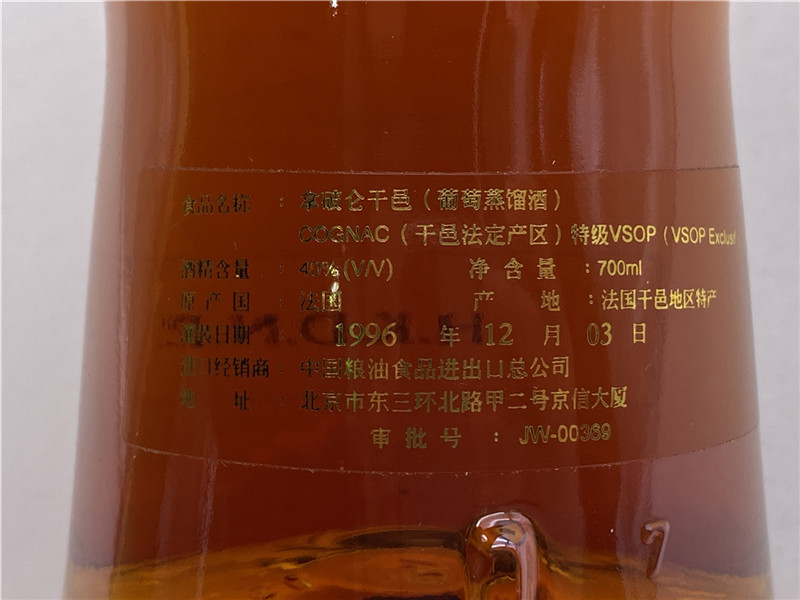 食品名称 : 拿破仑干邑（葡萄蒸馏酒）
COGNAC（干邑法定产区）特级VSOP（VSOP Exclusif
酒精含量 : 40%(V/V) 净含量 : 700ml
原产国 : 法国 产地 : 法国干邑地区特产
灌装日期 : 1996 年 12 月 03 日
进口经销商 : 中国粮油食品进出口总公司
地址 : 北京市东三环北路甲二号京信大厦
审批号 : JW-00369
7